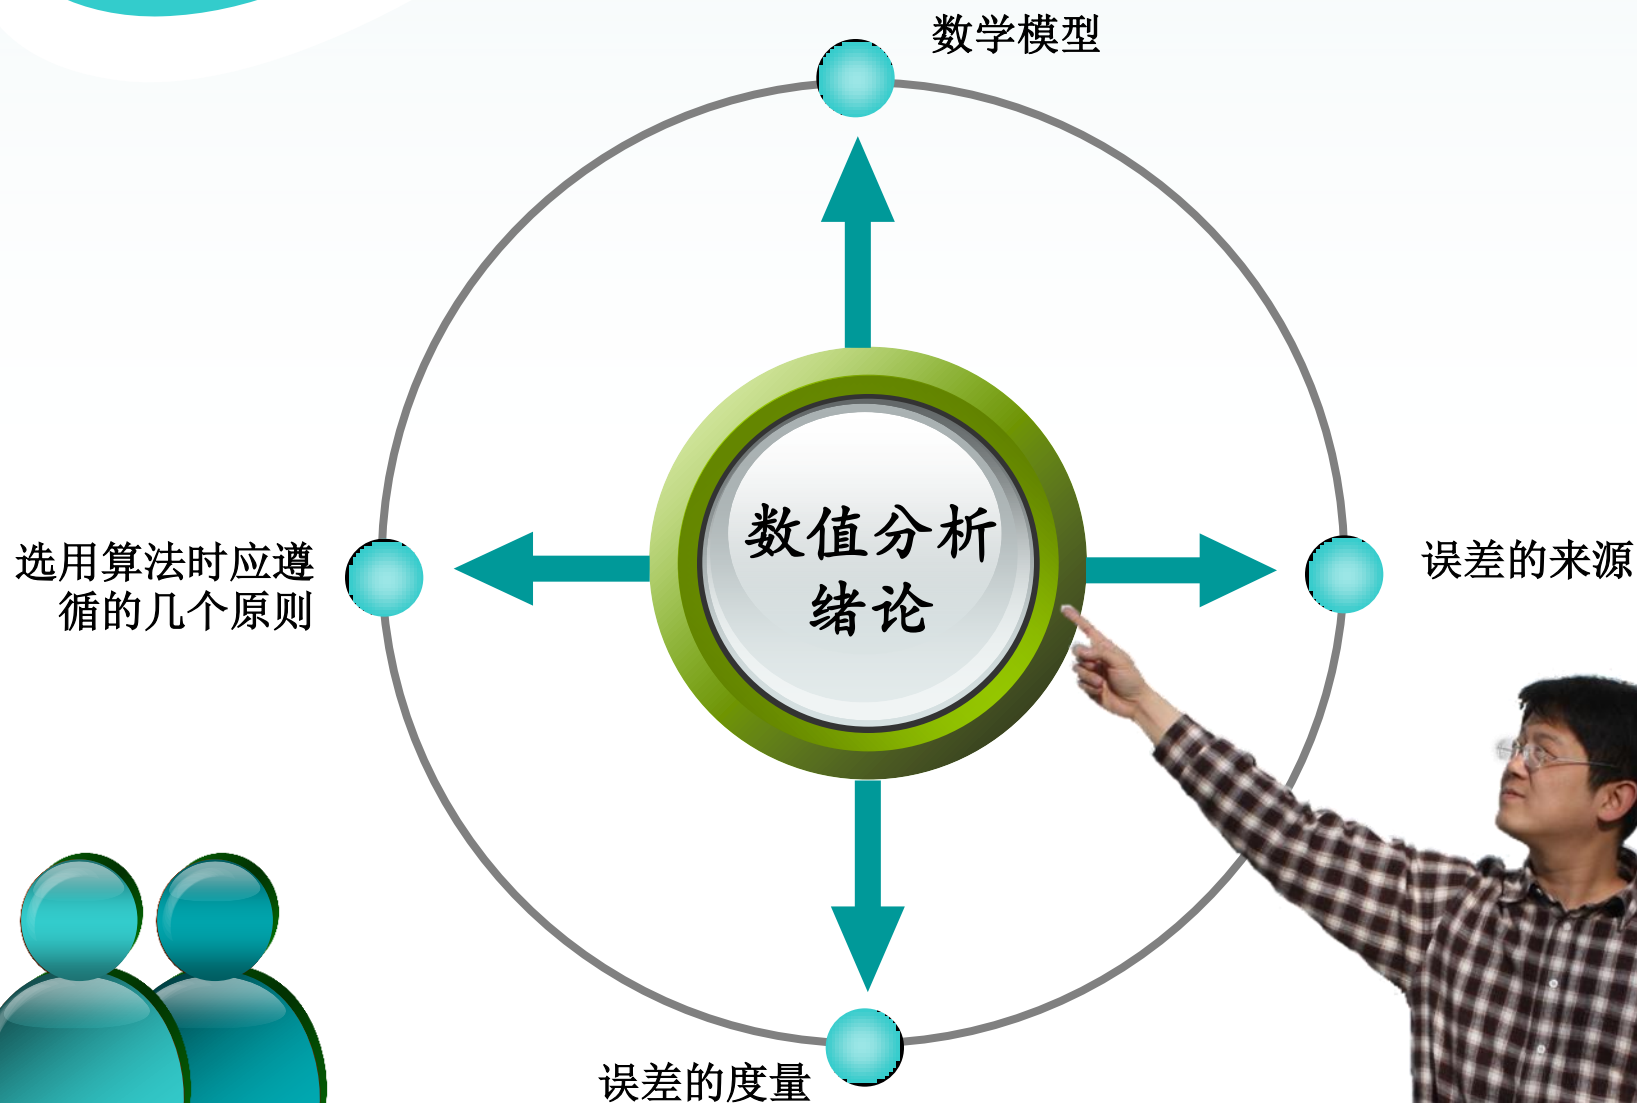 数学模型
选用算法时应遵
循的几个原则
数值分析
绪论
误差的来源
误差的度量